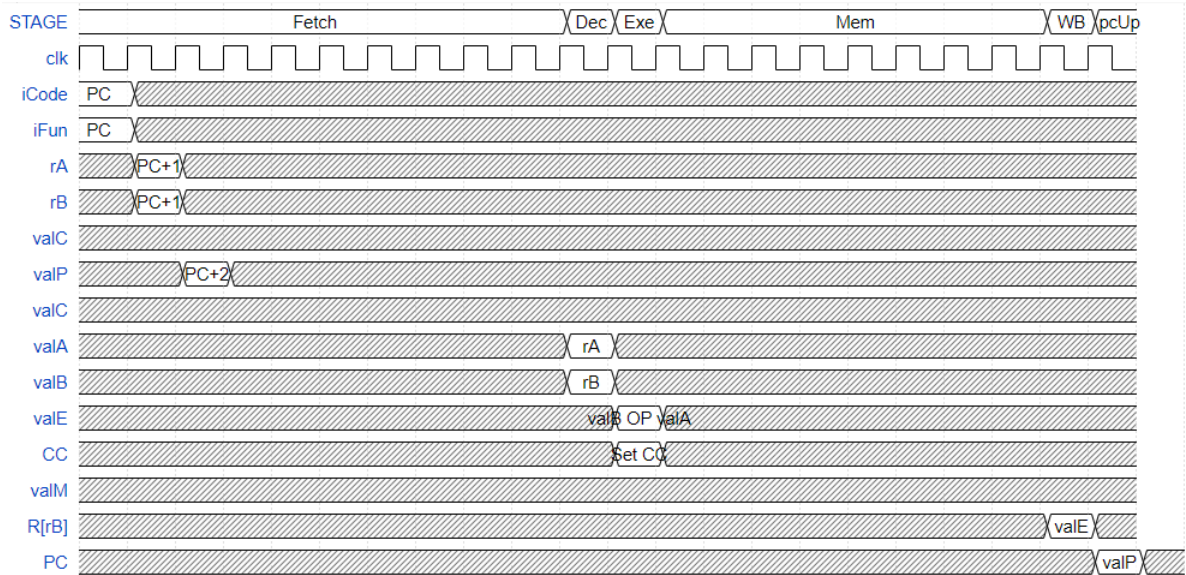 STAGE Fetch Dec Exe Mem WB pcUp
clk
iCode PC
iFun PC
rA PC+1
rB PC+1
valC
valP PC+2
valC
valA rA
valB rB
valE valB OP valA
CC Set CC
valM
R[rB] valE
PC valP